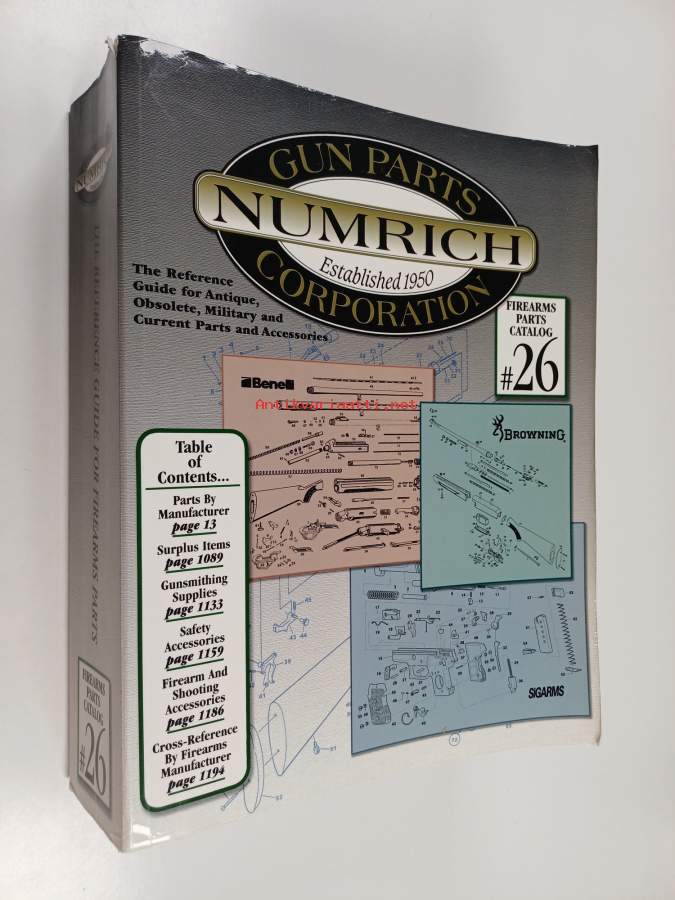 GUN PARTS
NUMRICH
Established 1950
CORPORATION
The Reference
Guide for Antique,
Obsolete, Military and
Current Parts and Accessories
FIREARMS
PARTS
CATALOG
#26
Benelli
Antikvariaatti.net
BROWNING
SIGARMS
Table
of
Contents...
Parts By
Manufacturer
page 13
Surplus Items
page 1089
Gunsmithing
Supplies
page 1133
Safety
Accessories
page 1159
Firearm And
Shooting
Accessories
page 1186
Cross-Reference
By Firearms
Manufacturer
page 1194
NUMRICH
THE REFERENCE GUIDE FOR FIREARMS PARTS
FIREARMS
PARTS
CATALOG
#26